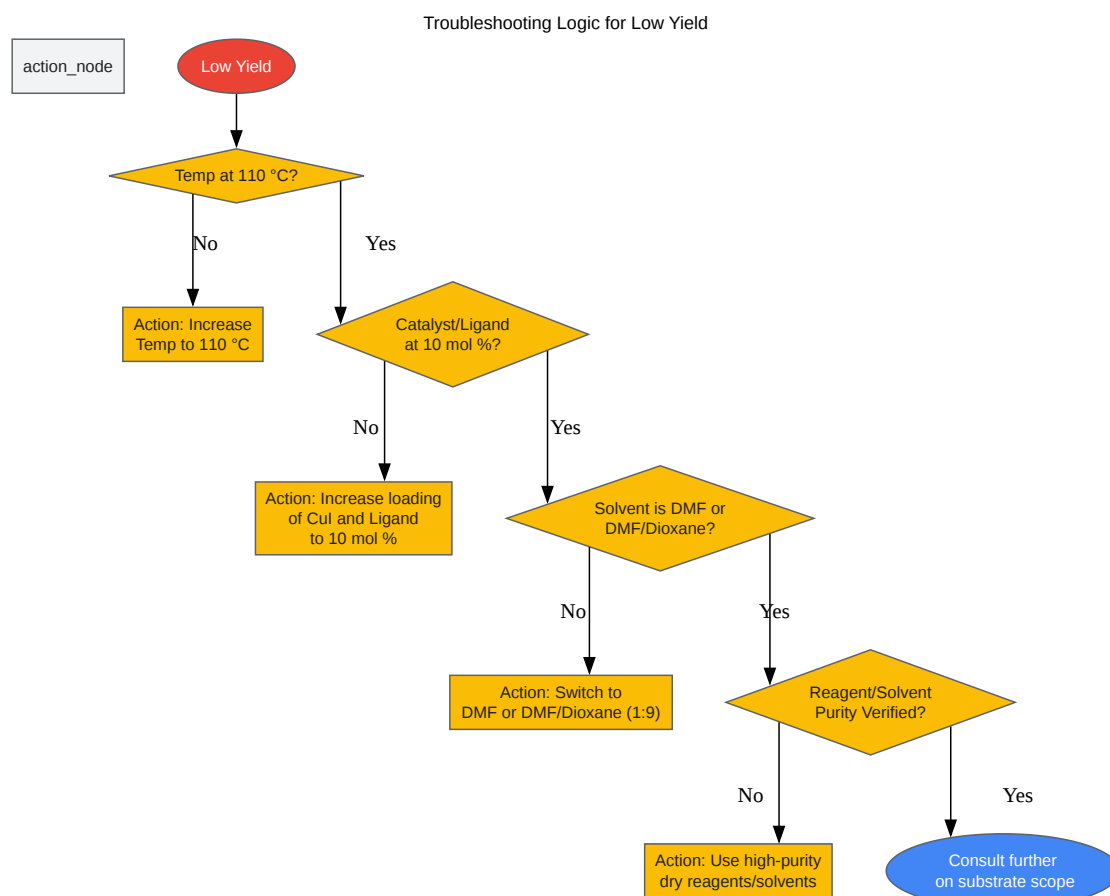 Troubleshooting Logic for Low Yield
action_node
Low Yield
Temp at 110 °C?
No
Yes
Action: Increase
Temp to 110 °C
Catalyst/Ligand
at 10 mol %?
No
Yes
Action: Increase loading
of CuI and Ligand
to 10 mol %
Solvent is DMF or
DMF/Dioxane?
No
Yes
Action: Switch to
DMF or DMF/Dioxane (1:9)
Reagent/Solvent
Purity Verified?
No
Yes
Action: Use high-purity
dry reagents/solvents
Consult further
on substrate scope